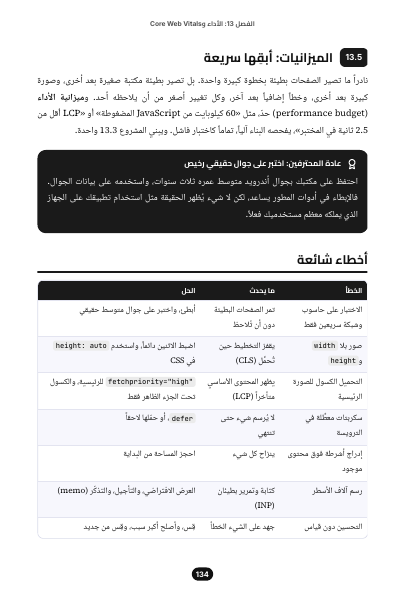 الفصل 13: الأداء وCore Web Vitals
13.5 الميزانيات: أبقها سريعة
نادراً ما تصير الصفحات بطيئة بخطوة كبيرة واحدة. بل تصير بطيئة مكتبة صغيرة بعد أخرى، وصورة
كبيرة بعد أخرى، وخطاً إضافياً بعد آخر، وكل تغيير أصغر من أن يلاحظه أحد. وميزانية الأداء
(performance budget) حدّ، مثل «60 كيلوبايت من JavaScript المضغوطة» أو «LCP أقل من
2.5 ثانية في المختبر»، يفحصه البناء آلياً، تماماً كاختبار فاشل. ويبني المشروع 13.3 واحدة.
عادة المحترفين: اختبر على جوال حقيقي رخيص
احتفظ على مكتبك بجوال أندرويد متوسط عمره ثلاث سنوات، واستخدمه على بيانات الجوال.
فالإبطاء في أدوات المطور يساعد، لكن لا شيء يُظهر الحقيقة مثل استخدام تطبيقك على الجهاز
الذي يملكه معظم مستخدميك فعلاً.
أخطاء شائعة
الخطأ ما يحدث الحل
الاختبار على حاسوب تمر الصفحات البطيئة أبطئ، واختبر على جوال متوسط حقيقي
وشبكة سريعين فقط دون أن تُلاحظ
صور بلا width يقفز التخطيط حين اضبط الاثنين دائماً، واستخدم height: auto
و height تُحمَّل (CLS) في CSS
التحميل الكسول للصورة يظهر المحتوى الأساسي fetchpriority="high" للرئيسية، والكسول
الرئيسية متأخراً (LCP) تحت الجزء الظاهر فقط
سكربتات معطِّلة في لا يُرسم شيء حتى defer، أو حمّلها لاحقاً
الترويسة تنتهي
إدراج أشرطة فوق محتوى ينزاح كل شيء احجز المساحة من البداية
موجود
رسم آلاف الأسطر كتابة وتمرير بطيئان العرض الافتراضي، والتأجيل، والتذكّر (memo)
(INP)
التحسين دون قياس جهد على الشيء الخطأ قِس، وأصلح أكبر سبب، وقِس من جديد
134